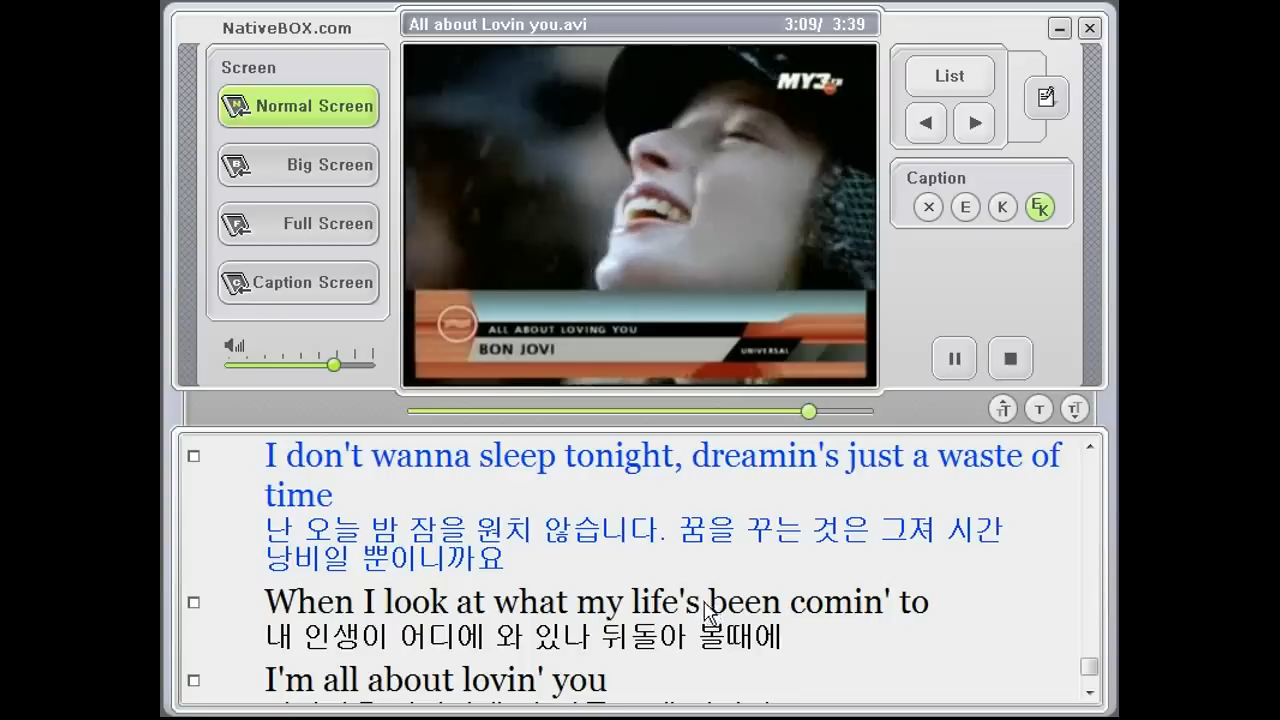 NativeBOX.com
All about Lovin you.avi 3:09/ 3:39
Screen
Normal Screen
Big Screen
Full Screen
Caption Screen
MY3
ALL ABOUT LOVING YOU
BON JOVI
UNIVERSAL
List
Caption
E K EK
T T T
I don't wanna sleep tonight, dreamin's just a waste of
time
난 오늘 밤 잠을 원치 않습니다. 꿈을 꾸는 것은 그져 시간
낭비일 뿐이니까요
When I look at what my life's been comin' to
내 인생이 어디에 와 있나 뒤돌아 볼때에
I'm all about lovin' you